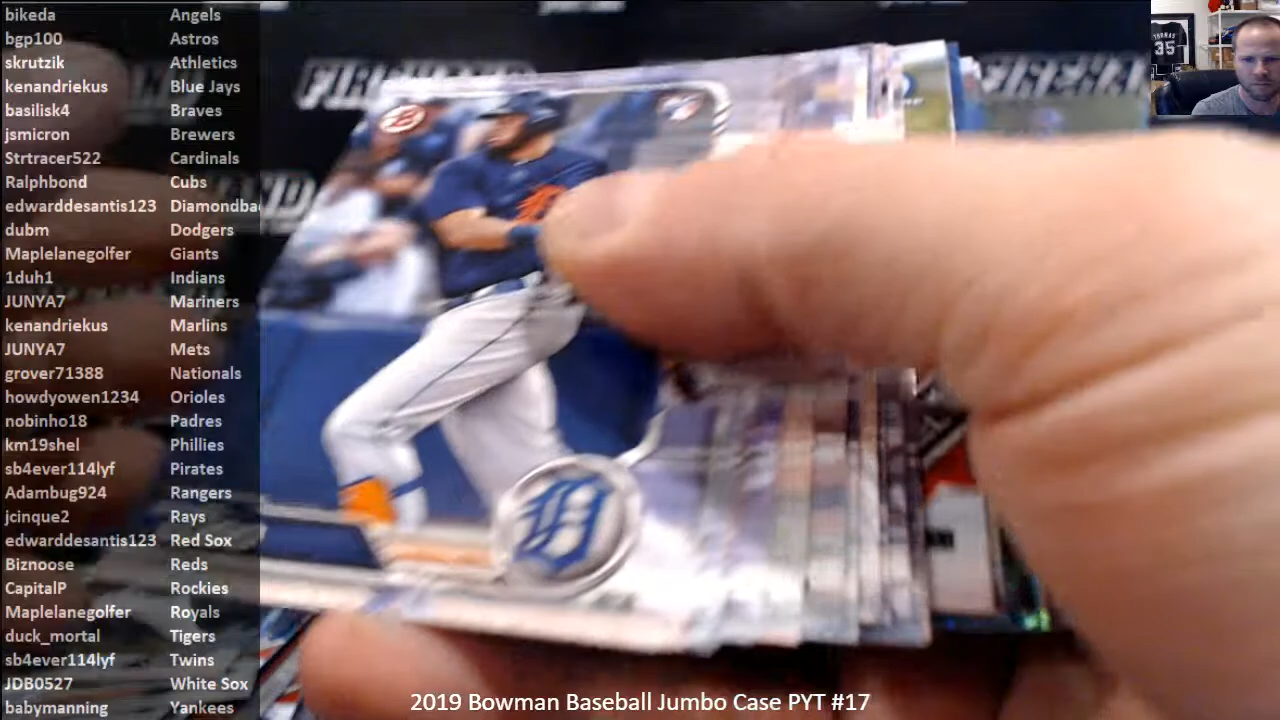 bikeda Angels
bgp100 Astros
skrutzik Athletics
kenandriekus Blue Jays
basilisk4 Braves
jsmicron Brewers
Strtracer522 Cardinals
Ralphbond Cubs
edwarddesantis123 Diamondba
dubm Dodgers
Maplelanegolfer Giants
1duh1 Indians
JUNYA7 Mariners
kenandriekus Marlins
JUNYA7 Mets
grover71388 Nationals
howdyowen1234 Orioles
nobinho18 Padres
km19shel Phillies
sb4ever114lyf Pirates
Adambug924 Rangers
jcinque2 Rays
edwarddesantis123 Red Sox
Biznoose Reds
CapitalP Rockies
Maplelanegolfer Royals
duck_mortal Tigers
sb4ever114lyf Twins
JDB0527 White Sox
babymanning Yankees
THOMAS
35
B
D
2019 Bowman Baseball Jumbo Case PYT #17